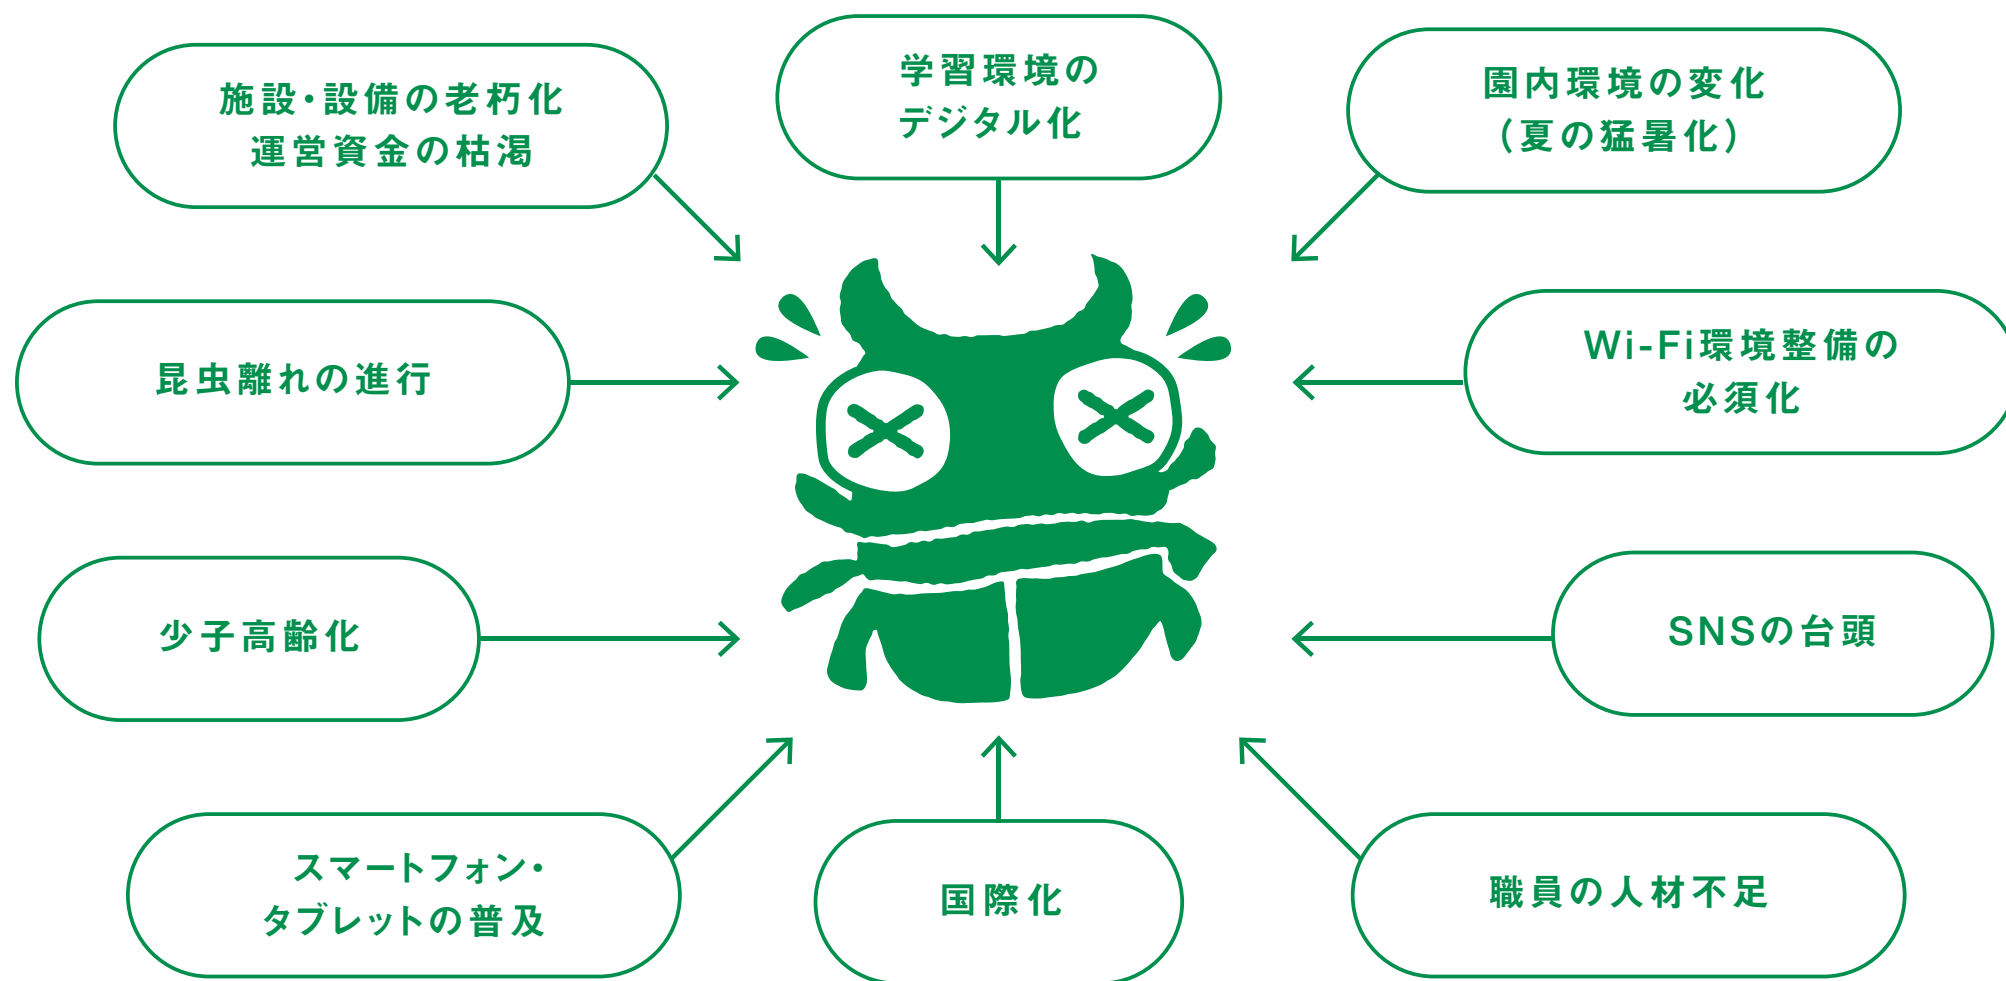 施設・設備の老朽化
運営資金の枯渇
学習環境の
デジタル化
園内環境の変化
(夏の猛暑化)
昆虫離れの進行
Wi-Fi環境整備の
必須化
少子高齢化
SNSの台頭
スマートフォン・
タブレットの普及
国際化
職員の人材不足